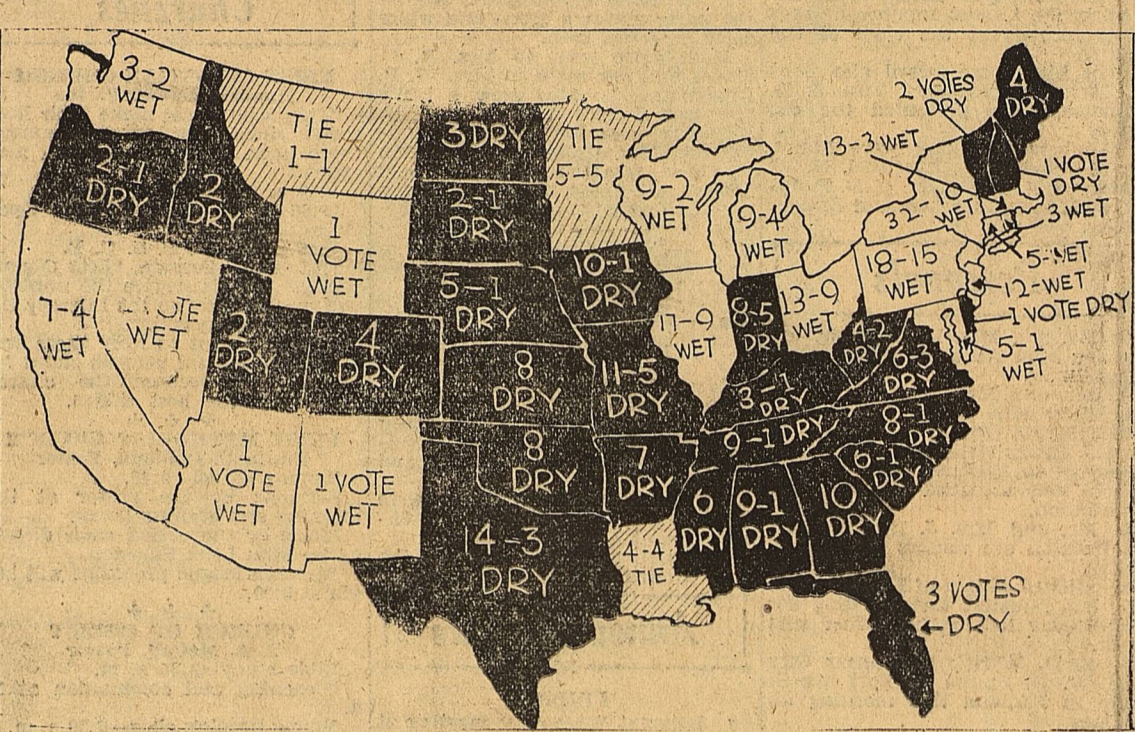 3-2
WET
TIE
1-1
3 DRY
TIE
5-5
2 VOTES
DRY
4
DRY
13-3 WET
1 VOTE
DRY
2-1
DRY
2
DRY
1
VOTE
WET
2-1
DRY
9-2
WET
9-4
WET
32-10
WET
3 WET
5-WET
12-WET
1 VOTE DRY
5-1
WET
7-4
WET
VOTE
WET
2
DRY
4
DRY
5-1
DRY
10-1
DRY
-9
WET
8-5
DRY
13-9
WET
18-15
WET
4-2
DRY
6-3
DRY
8
DRY
11-5
DRY
3-1
DRY
9-1 DRY
8-1
DRY
6-1
DRY
1
VOTE
WET
1 VOTE
WET
8
DRY
7
DRY
6
DRY
9-1
DRY
10
DRY
14-3
DRY
4-4
TIE
3 VOTES
←DRY